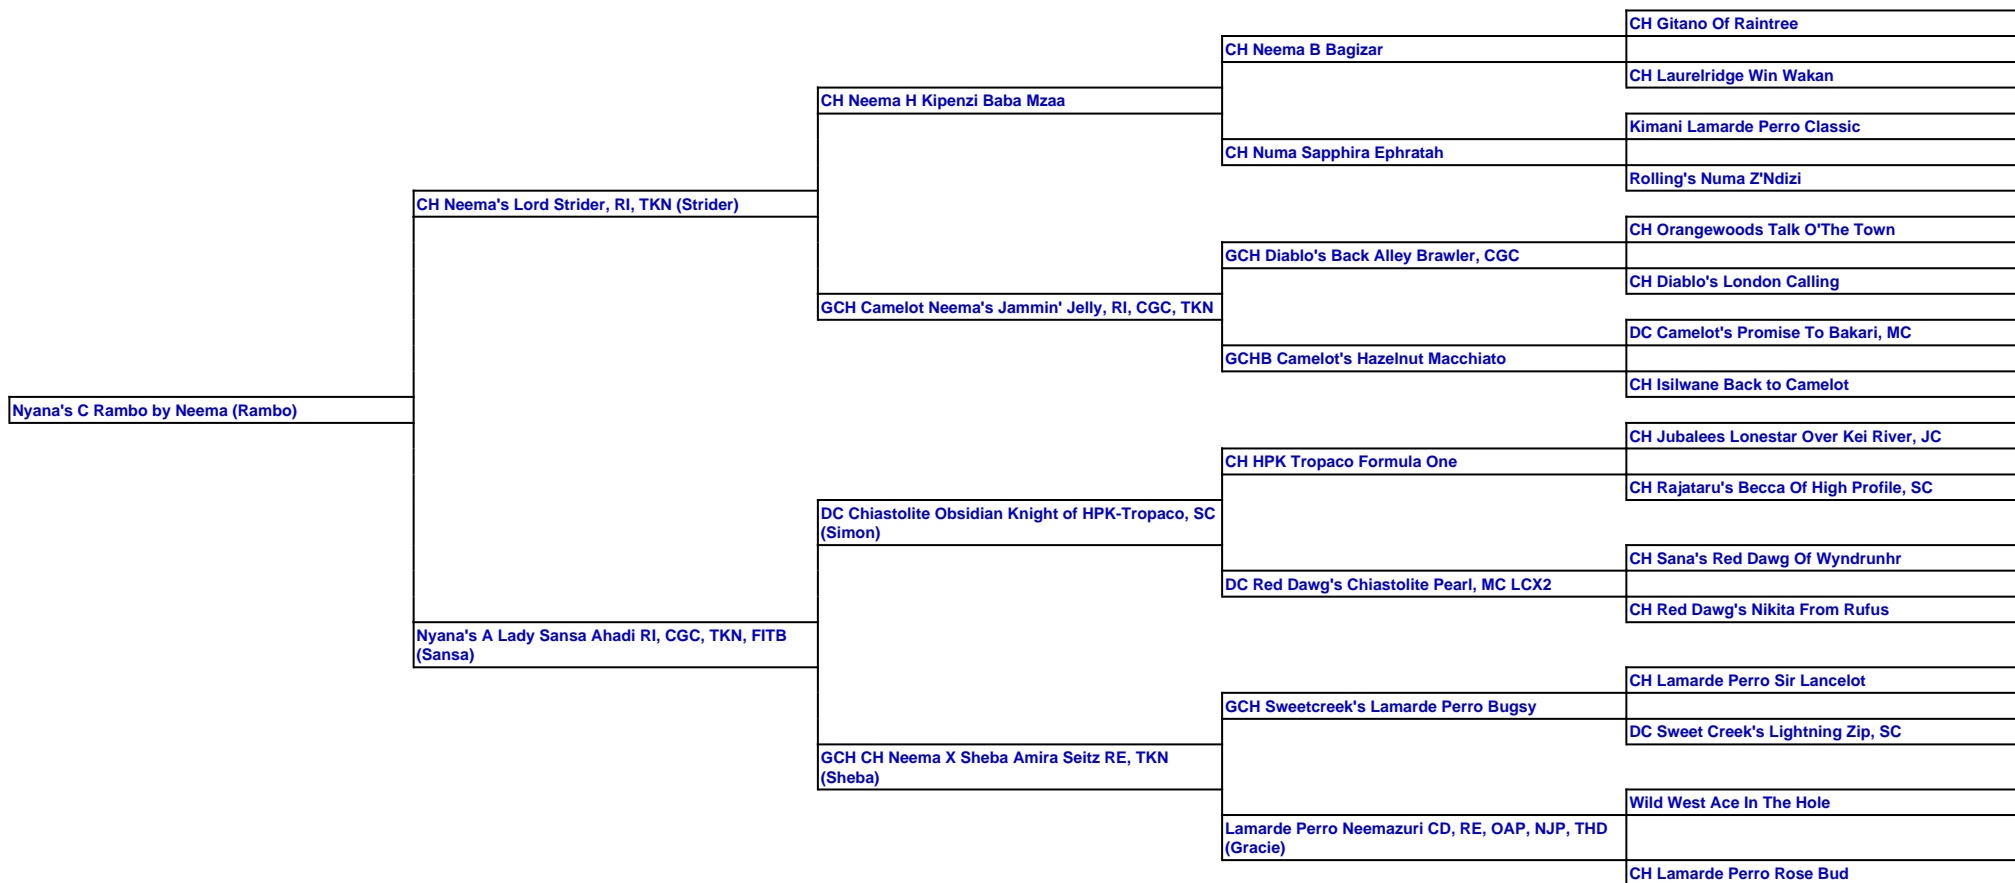 CH Gitano Of Raintree
CH Neema B Bagizar
CH Laurelridge Win Wakan
CH Neema H Kipenzi Baba Mzaa
Kimani Lamarde Perro Classic
CH Numa Sapphira Ephratah
Rolling's Numa Z'Ndizi
CH Neema's Lord Strider, RI, TKN (Strider)
CH Orangewoods Talk O'The Town
GCH Diablo's Back Alley Brawler, CGC
CH Diablo's London Calling
GCH Camelot Neema's Jammin' Jelly, RI, CGC, TKN
DC Camelot's Promise To Bakari, MC
GCHB Camelot's Hazelnut Macchiato
CH Isilwane Back to Camelot
Nyana's C Rambo by Neema (Rambo)
CH Jubalees Lonestar Over Kei River, JC
CH HPK Tropaco Formula One
CH Rajataru's Becca Of High Profile, SC
DC Chiastolite Obsidian Knight of HPK-Tropaco, SC
(Simon)
CH Sana's Red Dawg Of Wyndrunhr
DC Red Dawg's Chiastolite Pearl, MC LCX2
CH Red Dawg's Nikita From Rufus
Nyana's A Lady Sansa Ahadi RI, CGC, TKN, FITB
(Sansa)
CH Lamarde Perro Sir Lancelot
GCH Sweetcreek's Lamarde Perro Bugsy
DC Sweet Creek's Lightning Zip, SC
GCH CH Neema X Sheba Amira Seitz RE, TKN
(Sheba)
Wild West Ace In The Hole
Lamarde Perro Neemazuri CD, RE, OAP, NJP, THD
(Gracie)
CH Lamarde Perro Rose Bud